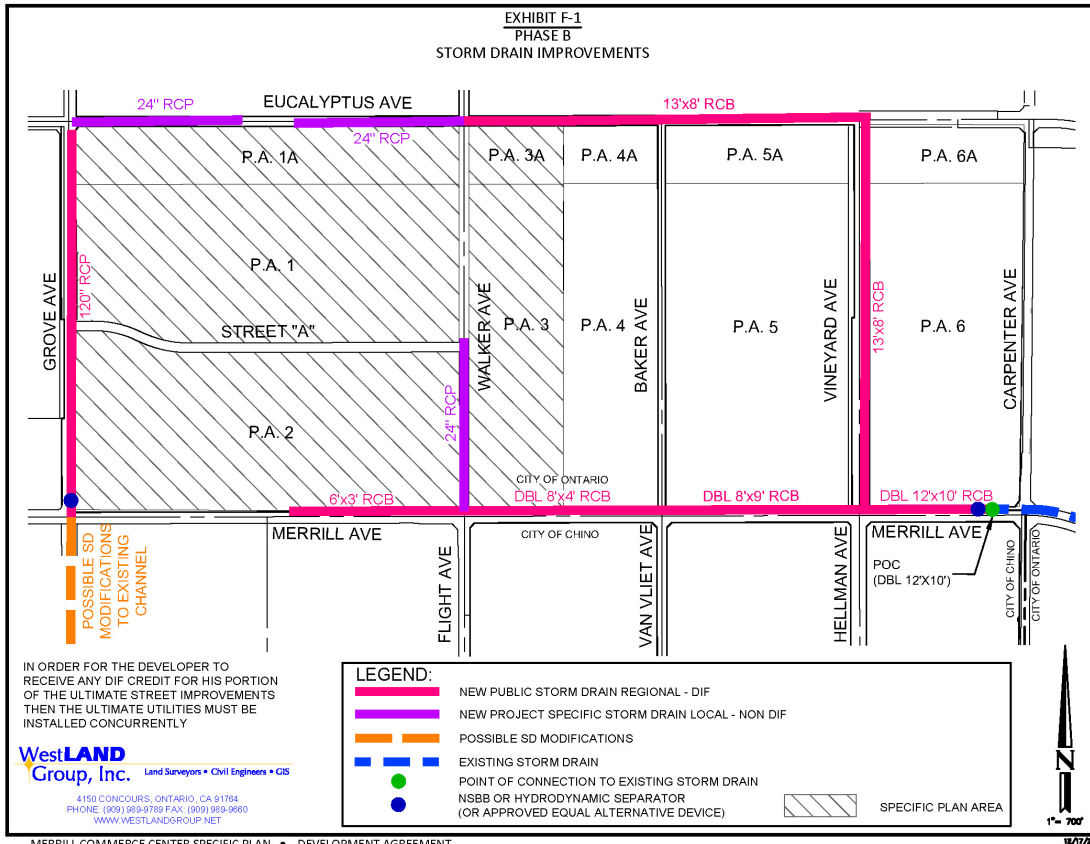 EXHIBIT F-1
PHASE B
STORM DRAIN IMPROVEMENTS
24" RCP
EUCALYPTUS AVE
13'x8' RCB
24" RCP
P.A. 1A
P.A. 3A
P.A. 4A
P.A. 5A
P.A. 6A
GROVE AVE
120" RCP
P.A. 1
STREET "A"
WALKER AVE
P.A. 3
P.A. 4
BAKER AVE
P.A. 5
VINEYARD AVE
13'x8' RCB
P.A. 6
CARPENTER AVE
P.A. 2
24" RCP
CITY OF ONTARIO
6'x3' RCB
DBL 8'x4' RCB
DBL 8'x9' RCB
DBL 12'x10' RCB
MERRILL AVE
CITY OF CHINO
MERRILL AVE
POSSIBLE SD
MODIFICATIONS
TO EXISTING
CHANNEL
FLIGHT AVE
VAN VLIET AVE
HELLMAN AVE
POC
(DBL 12'X10')
CITY OF CHINO
CITY OF ONTARIO
IN ORDER FOR THE DEVELOPER TO
RECEIVE ANY DIF CREDIT FOR HIS PORTION
OF THE ULTIMATE STREET IMPROVEMENTS
THEN THE ULTIMATE UTILITIES MUST BE
INSTALLED CONCURRENTLY
WestLAND
Group, Inc.
Land Surveyors • Civil Engineers • GIS
4150 CONCOURS, ONTARIO, CA 91764
PHONE: (909) 989-9789 FAX: (909) 989-9660
WWW.WESTLANDGROUP.NET
LEGEND:
NEW PUBLIC STORM DRAIN REGIONAL - DIF
NEW PROJECT SPECIFIC STORM DRAIN LOCAL - NON DIF
POSSIBLE SD MODIFICATIONS
EXISTING STORM DRAIN
POINT OF CONNECTION TO EXISTING STORM DRAIN
NSBB OR HYDRODYNAMIC SEPARATOR
(OR APPROVED EQUAL ALTERNATIVE DEVICE)
SPECIFIC PLAN AREA
N
1"= 700'
MERRILL COMMERCE CENTER SPECIFIC PLAN • DEVELOPMENT AGREEMENT